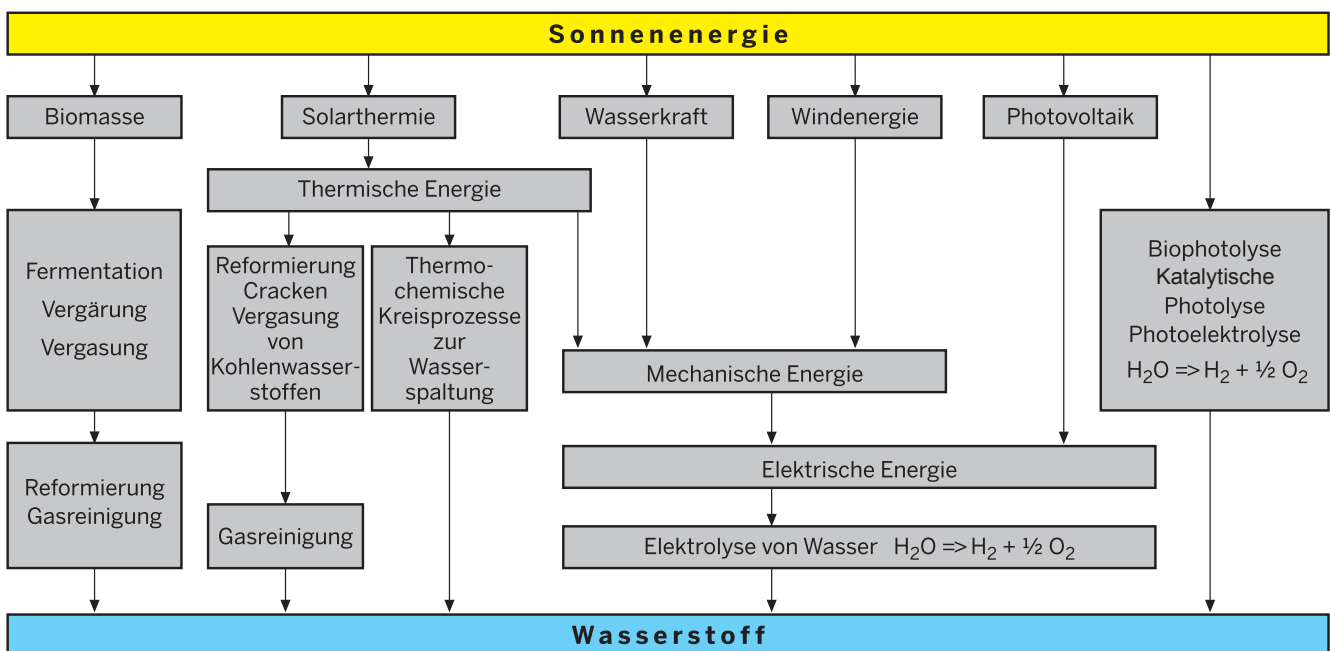 Sonnenenergie
Biomasse
Solarthermie
Wasserkraft
Windenergie
Photovoltaik
Thermische Energie
Fermentation
Vergärung
Vergasung
Reformierung
Cracken
Vergasung
von
Kohlenwasser-
stoffen
Thermo-
chemische
Kreisprozesse
zur
Wasser-
spaltung
Biophotolyse
Katalytische
Photolyse
Photoelektrolyse
H₂O => H₂ + ½ O₂
Mechanische Energie
Elektrische Energie
Reformierung
Gasreinigung
Gasreinigung
Elektrolyse von Wasser H₂O => H₂ + ½ O₂
Wasserstoff